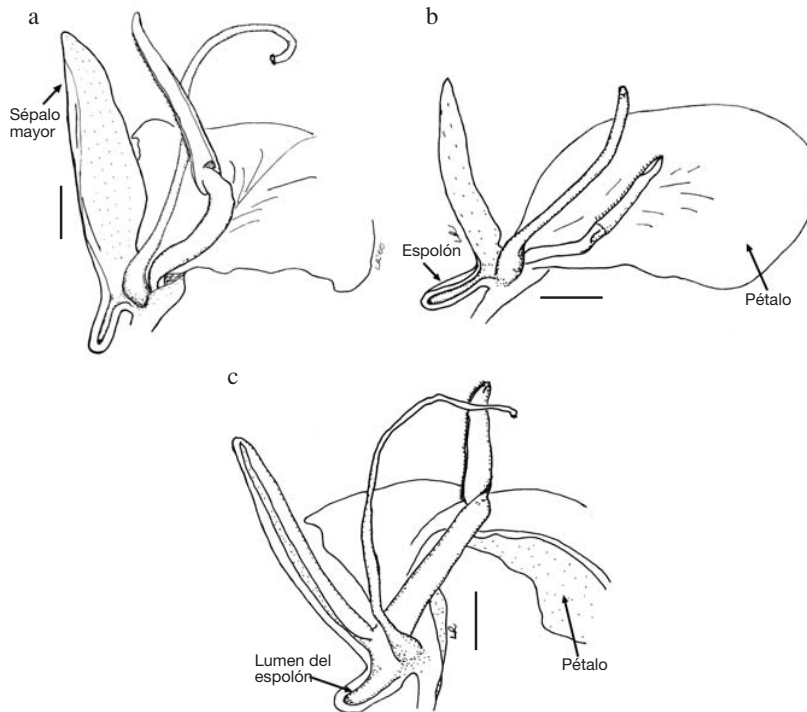 a
Sépalo
mayor
b
Espolón
Pétalo
c
Lumen del
espolón
Pétalo